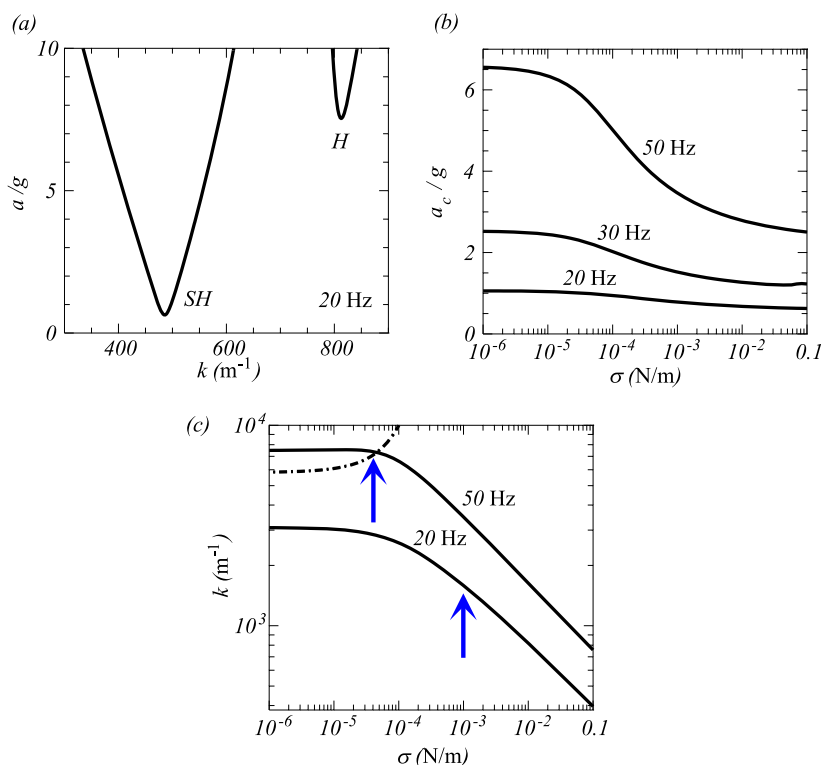 (a)
10
5
0
a/g
SH
H
20 Hz
400
600
800
k (m⁻¹)
(b)
6
4
2
0
a_c / g
50 Hz
30 Hz
20 Hz
10⁻⁶
10⁻⁵
10⁻⁴
10⁻³
10⁻²
0.1
σ (N/m)
(c)
10⁴
10³
k (m⁻¹)
50 Hz
20 Hz
10⁻⁶
10⁻⁵
10⁻⁴
10⁻³
10⁻²
0.1
σ (N/m)